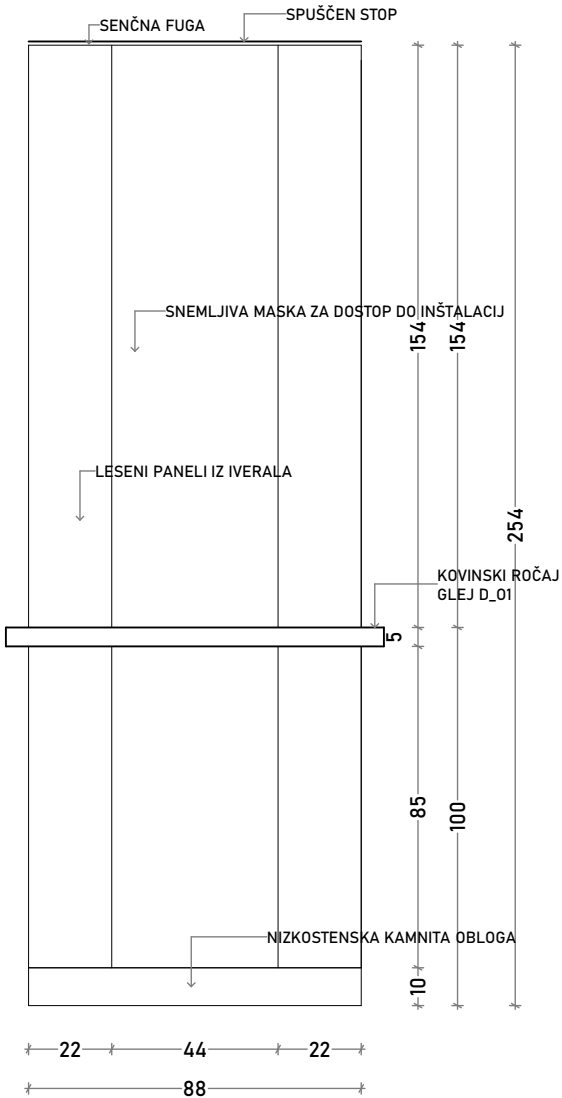 SPUŠČEN STOP
SENČNA FUGA
SNEMLJIVA MASKA ZA DOSTOP DO INŠTALACIJ
154
154
LESENI PANELI IZ IVERALA
254
KOVINSKI ROČAJ
GLEJ D_01
5
85
100
NIZKOSTENSKA KAMNITA OBLOGA
10
22
44
22
88